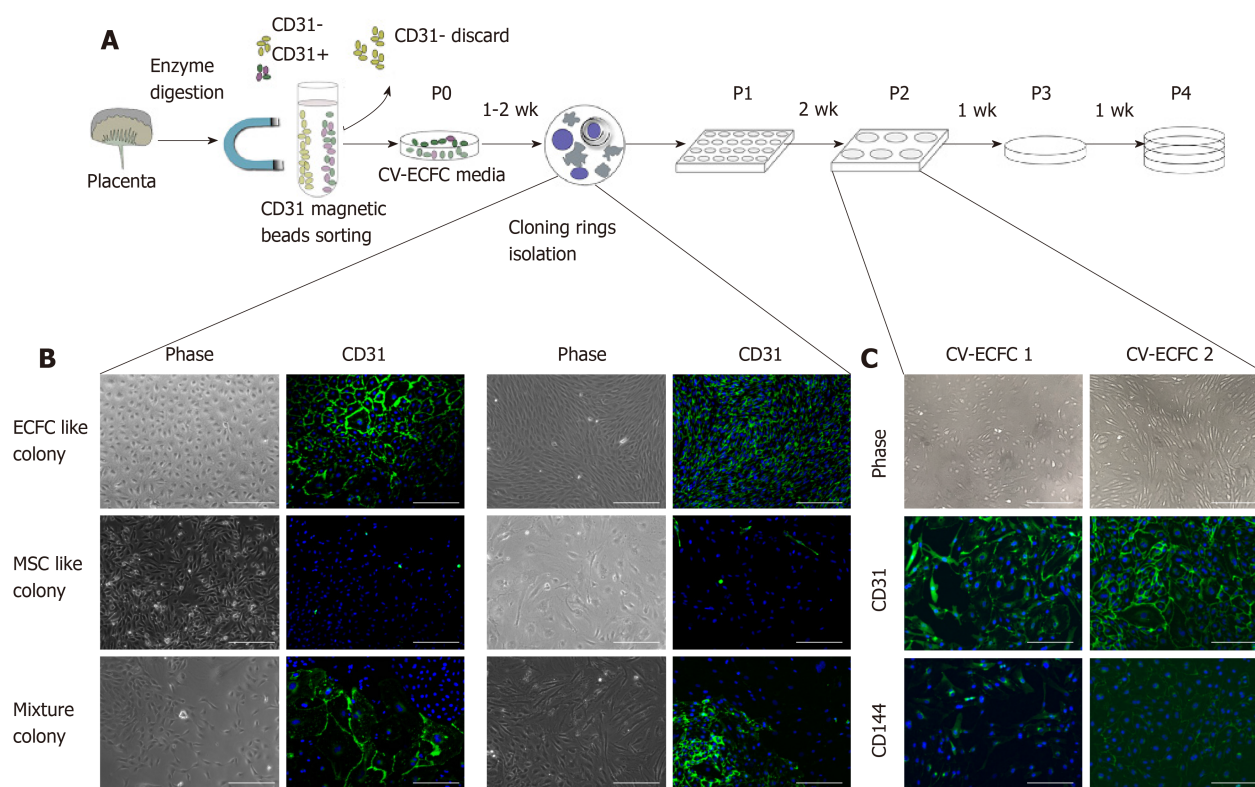 A
CD31-
CD31+
CD31- discard
Enzyme
digestion
P0
1-2 wk
P1
2 wk
P2
1 wk
P3
1 wk
P4
Placenta
CV-ECFC media
CD31 magnetic
beads sorting
Cloning rings
isolation
B
Phase
CD31
Phase
CD31
ECFC like
colony
MSC like
colony
Mixture
colony
C
CV-ECFC 1
CV-ECFC 2
Phase
CD31
CD144